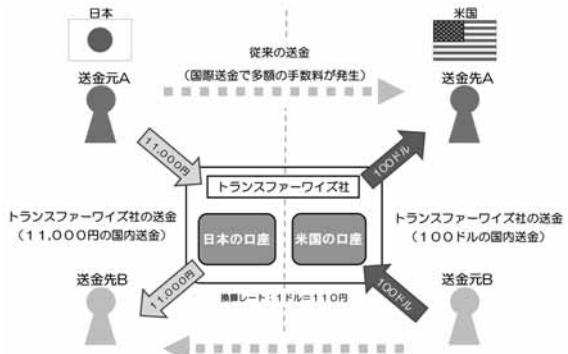 日本
米国
従来の送金
(国際送金で多額の手数料が発生)
送金元A
送金先A
11,000円
100ドル
トランスファーワイズ社
トランスファーワイズ社の送金
(11,000円の国内送金)
日本の口座
米国の口座
トランスファーワイズ社の送金
(100ドルの国内送金)
送金先B
11,000円
100ドル
送金元B
換算レート:1ドル=110円